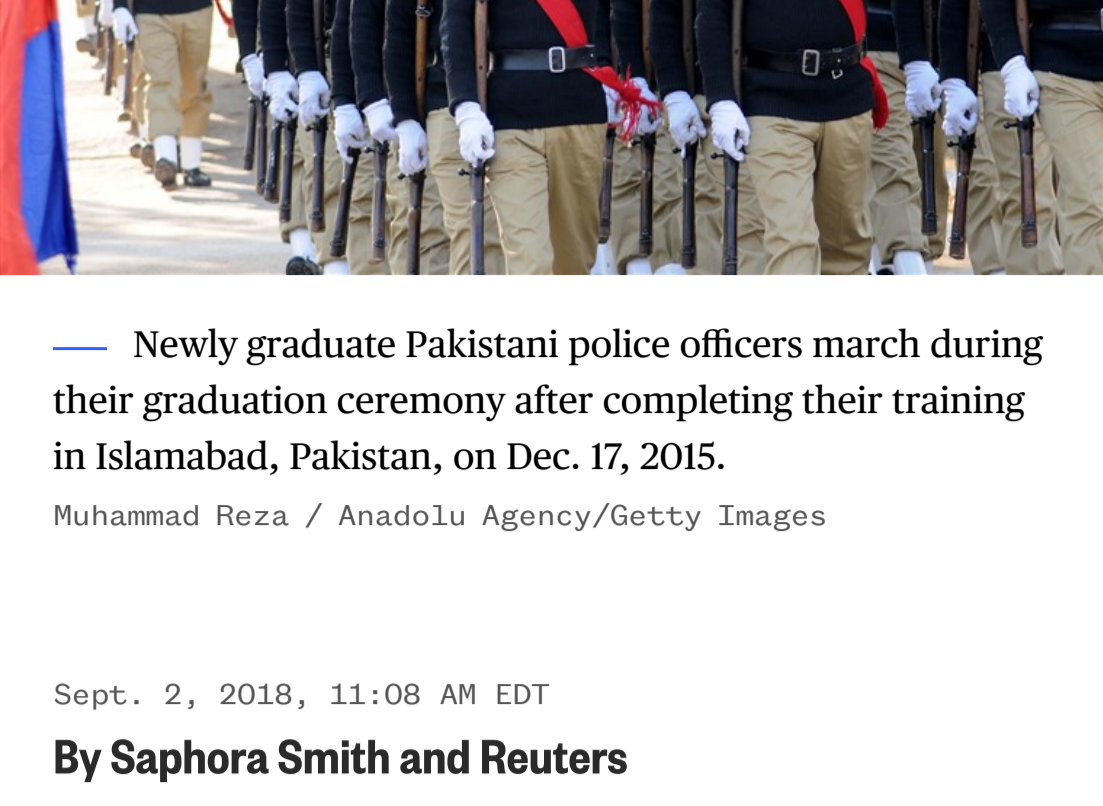 Newly graduate Pakistani police officers march during
their graduation ceremony after completing their training
in Islamabad, Pakistan, on Dec. 17, 2015.
Muhammad Reza / Anadolu Agency/Getty Images
Sept. 2, 2018, 11:08 AM EDT
By Saphora Smith and Reuters